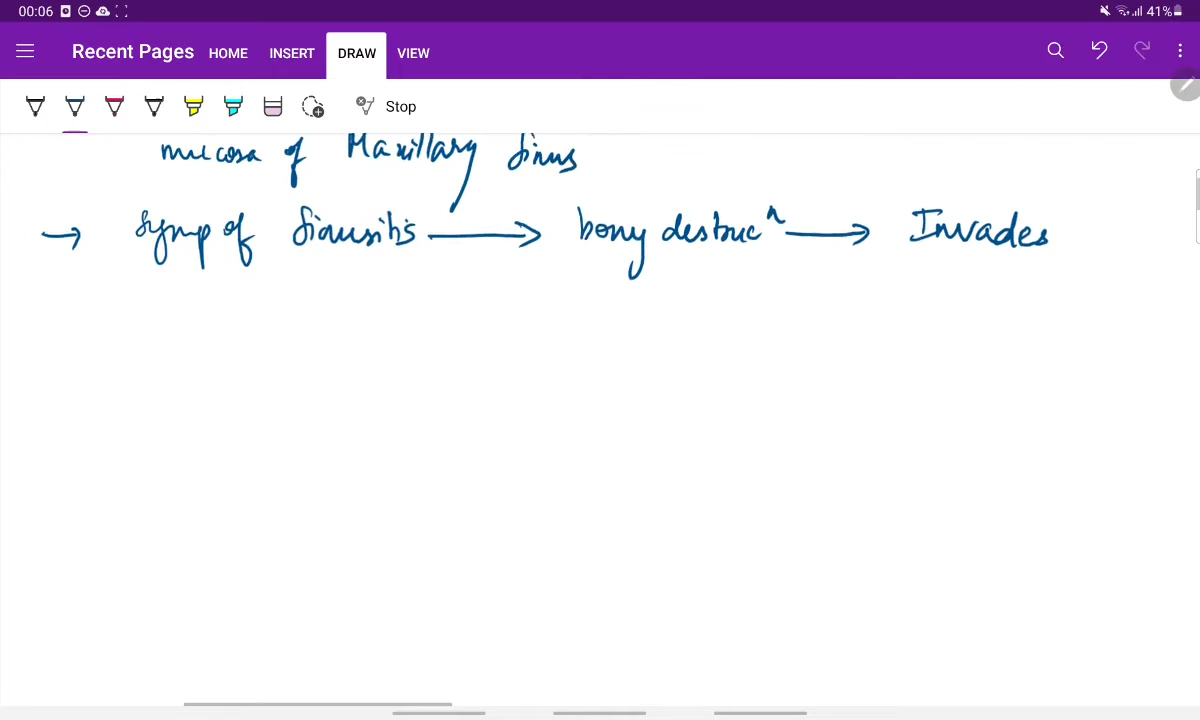 00:06 41%
Recent Pages HOME INSERT DRAW VIEW
Stop
mucosa of Maxillary Sinus
→ Symp of Sinusitis → bony destrucⁿ → Invades